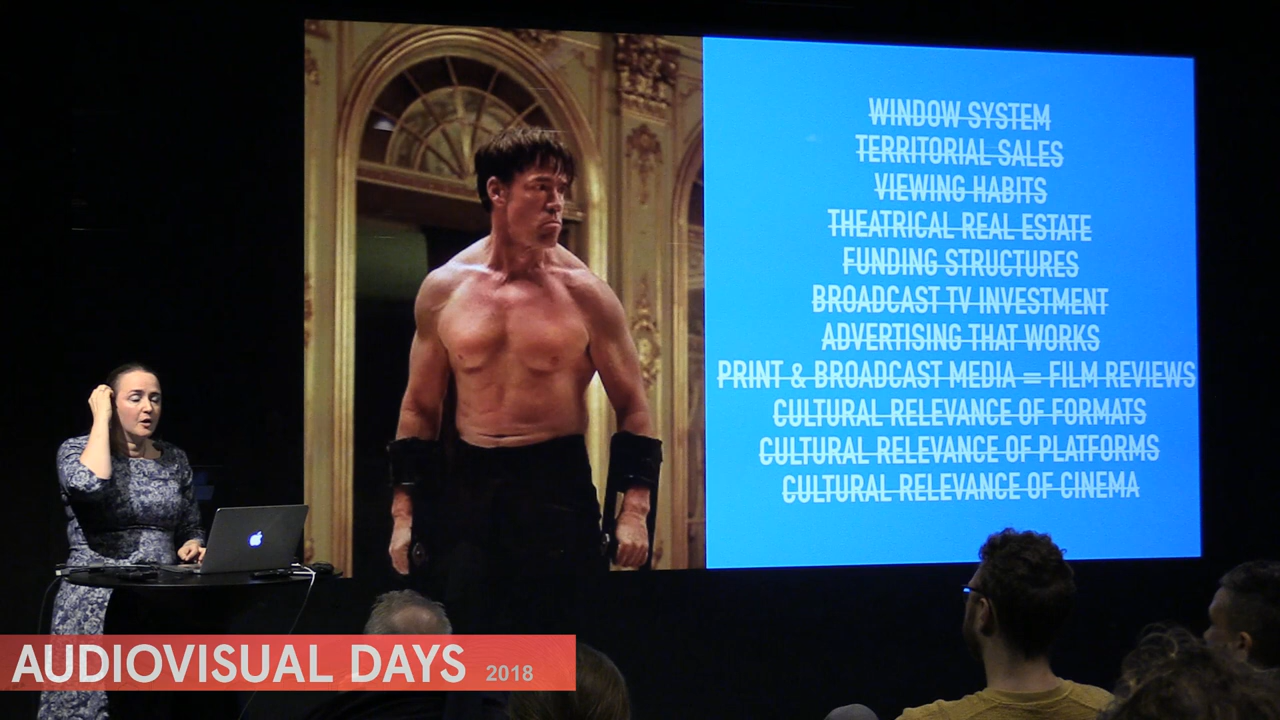 WINDOW SYSTEM
TERRITORIAL SALES
VIEWING HABITS
THEATRICAL REAL ESTATE
FUNDING STRUCTURES
BROADCAST TV INVESTMENT
ADVERTISING THAT WORKS
PRINT & BROADCAST MEDIA = FILM REVIEWS
CULTURAL RELEVANCE OF FORMATS
CULTURAL RELEVANCE OF PLATFORMS
CULTURAL RELEVANCE OF CINEMA
AUDIOVISUAL DAYS 2018